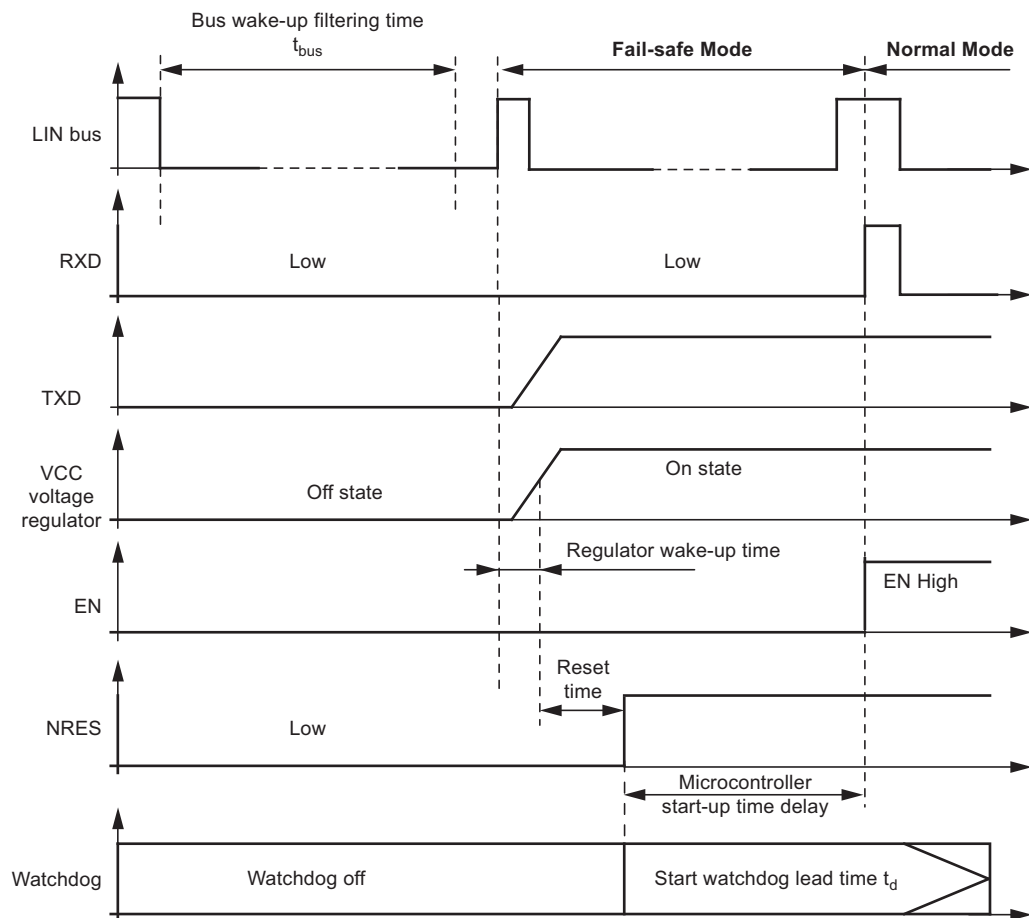 Bus wake-up filtering time
tbus
Fail-safe Mode
Normal Mode
LIN bus
RXD
Low
Low
TXD
VCC
voltage
regulator
Off state
On state
Regulator wake-up time
EN
EN High
Reset
time
NRES
Low
Microcontroller
start-up time delay
Watchdog
Watchdog off
Start watchdog lead time td